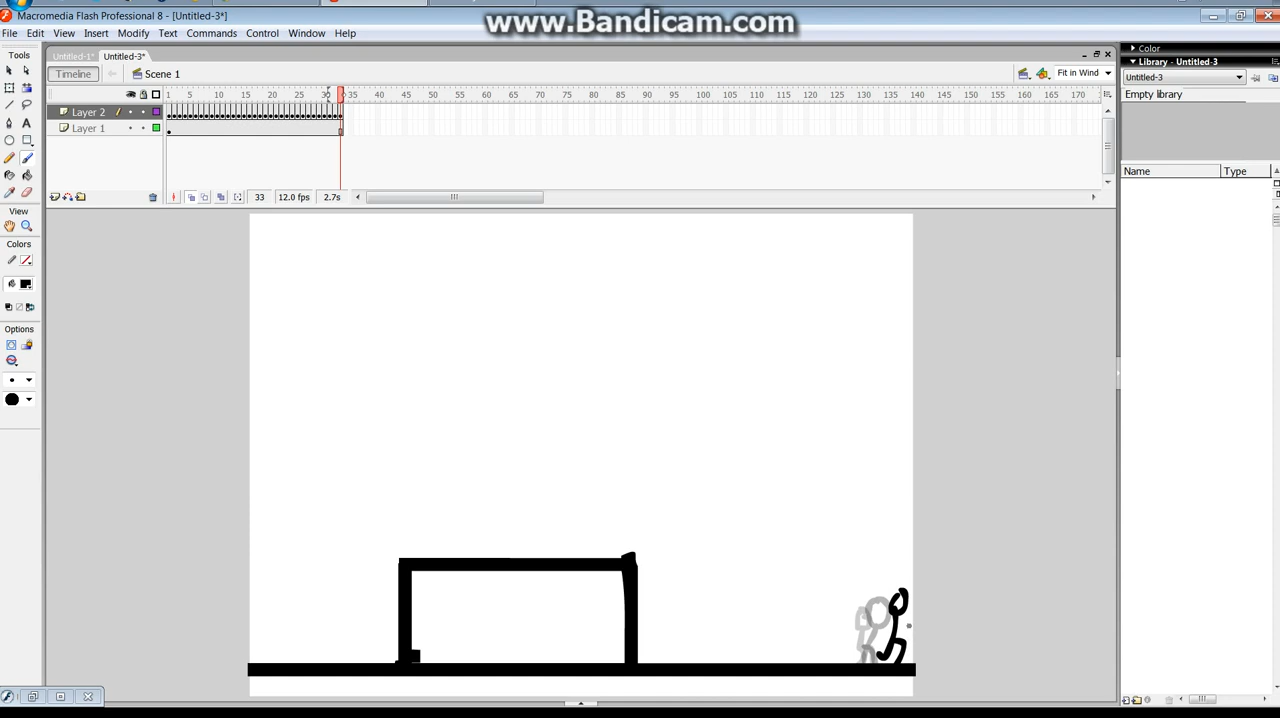 www.Bandicam.com
Macromedia Flash Professional 8 - [Untitled-3*]
File Edit View Insert Modify Text Commands Control Window Help
Tools
Untitled-1* Untitled-3*
Color
Library - Untitled-3
Timeline Scene 1 Fit in Wind
Untitled-3
Empty library
1 5 10 15 20 25 30 35 40 45 50 55 60 65 70 75 80 85 90 95 100 105 110 115 120 125 130 135 140 145 150 155 160 165 170
Layer 2
Layer 1
Name Type
33 12.0 fps 2.7s
View
Colors
Options